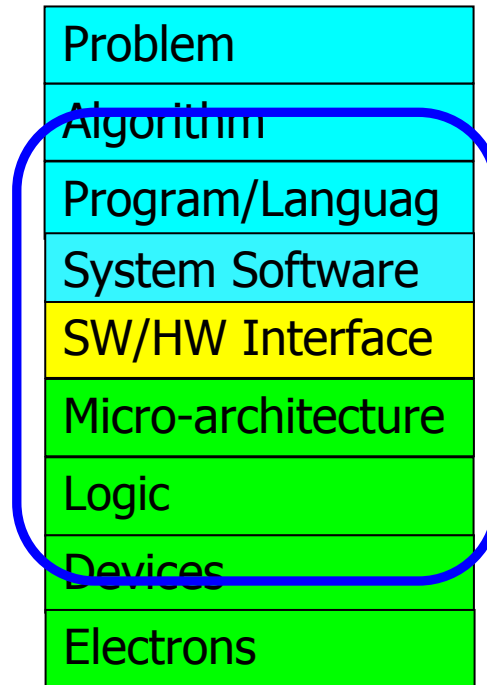 Problem
Algorithm
Program/Languag
System Software
SW/HW Interface
Micro-architecture
Logic
Devices
Electrons